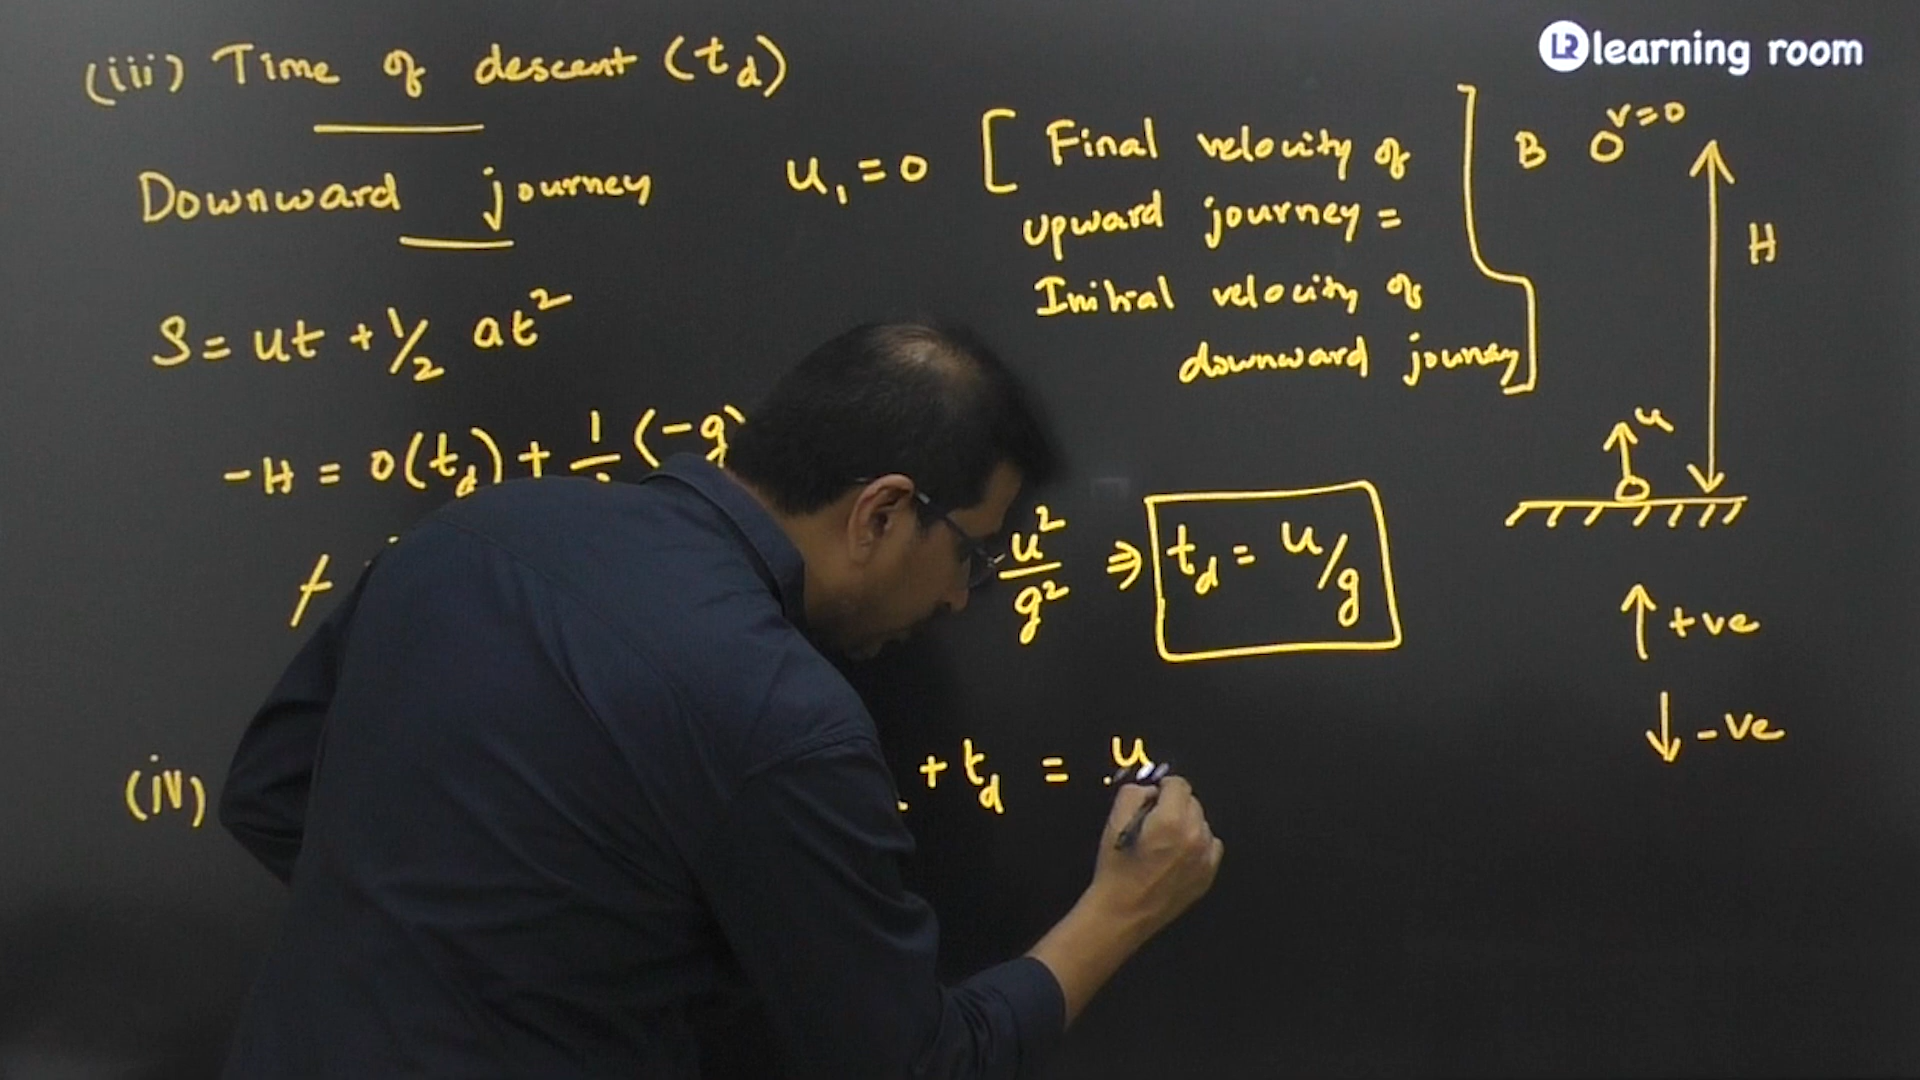 learning room
(iii) Time of descent (td)
Downward journey
u₁ = 0 [ Final velocity of
upward journey =
Initial velocity of
downward journey ]
B v=0
H
u
S = ut + 1/2 at²
-H = 0(td) + 1/ (-g)
u²/g² ⇒ td = u/g
↑ +ve
↓ -ve
(iv) + td = u